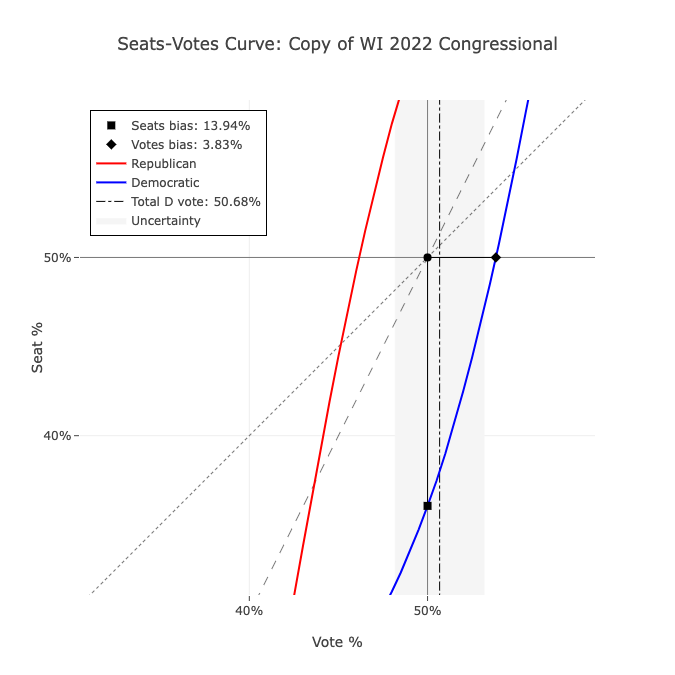 Seats-Votes Curve: Copy of WI 2022 Congressional
Seats bias: 13.94%
Votes bias: 3.83%
Republican
Democratic
Total D vote: 50.68%
Uncertainty
50%
40%
Seat %
40%
50%
Vote %